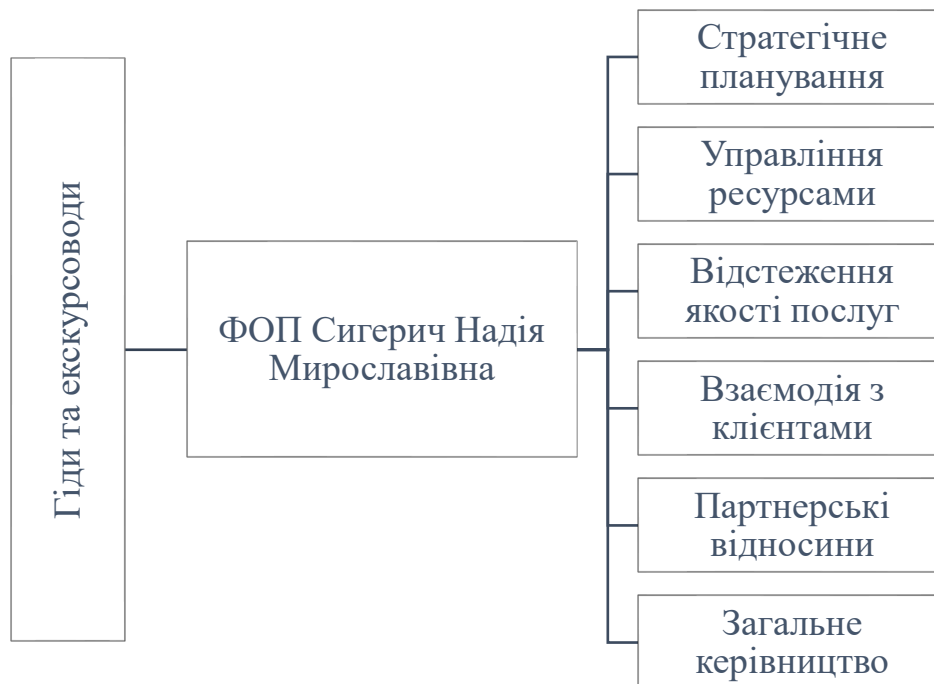 Гіди та екскурсоводи
ФОП Сигерич Надія
Мирославівна
Стратегічне
планування
Управління
ресурсами
Відстеження
якості послуг
Взаємодія з
клієнтами
Партнерські
відносини
Загальне
керівництво